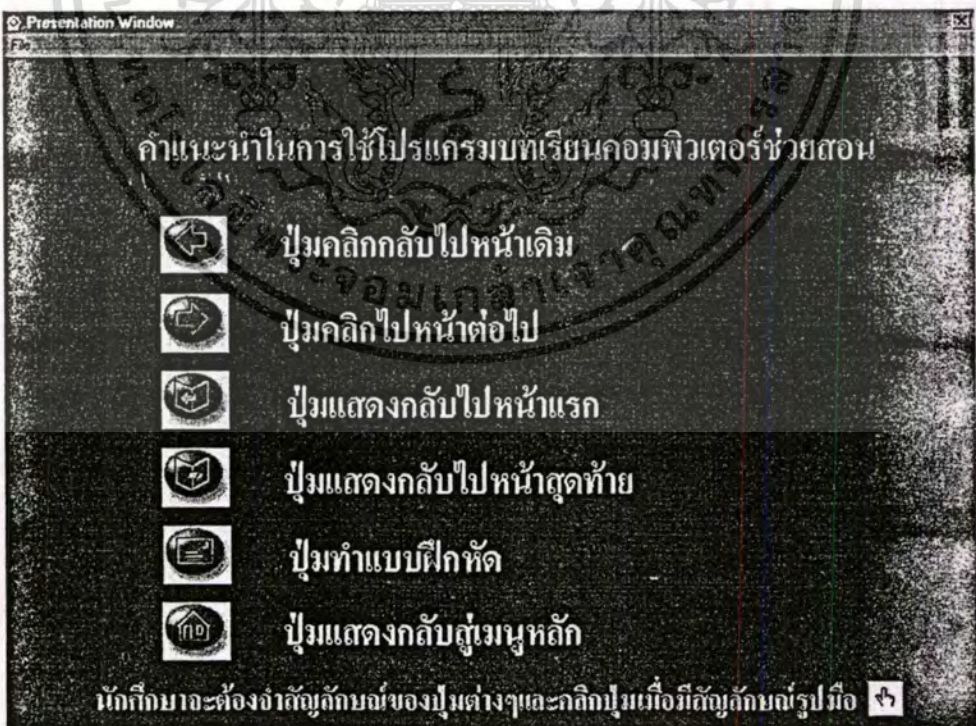 Presentation Window
File
คำแนะนำในการใช้โปรแกรมบทเรียนคอมพิวเตอร์ช่วยสอน
ปุ่มคลิกกลับไปหน้าเดิม
ปุ่มคลิกไปหน้าต่อไป
ปุ่มแสดงกลับไปหน้าแรก
ปุ่มแสดงกลับไปหน้าสุดท้าย
ปุ่มทำแบบฝึกหัด
ปุ่มแสดงกลับสู่เมนูหลัก
นักศึกษาจะต้องจำสัญลักษณ์ของปุ่มต่างๆและคลิกปุ่มเมื่อมีสัญลักษณ์รูปมือ